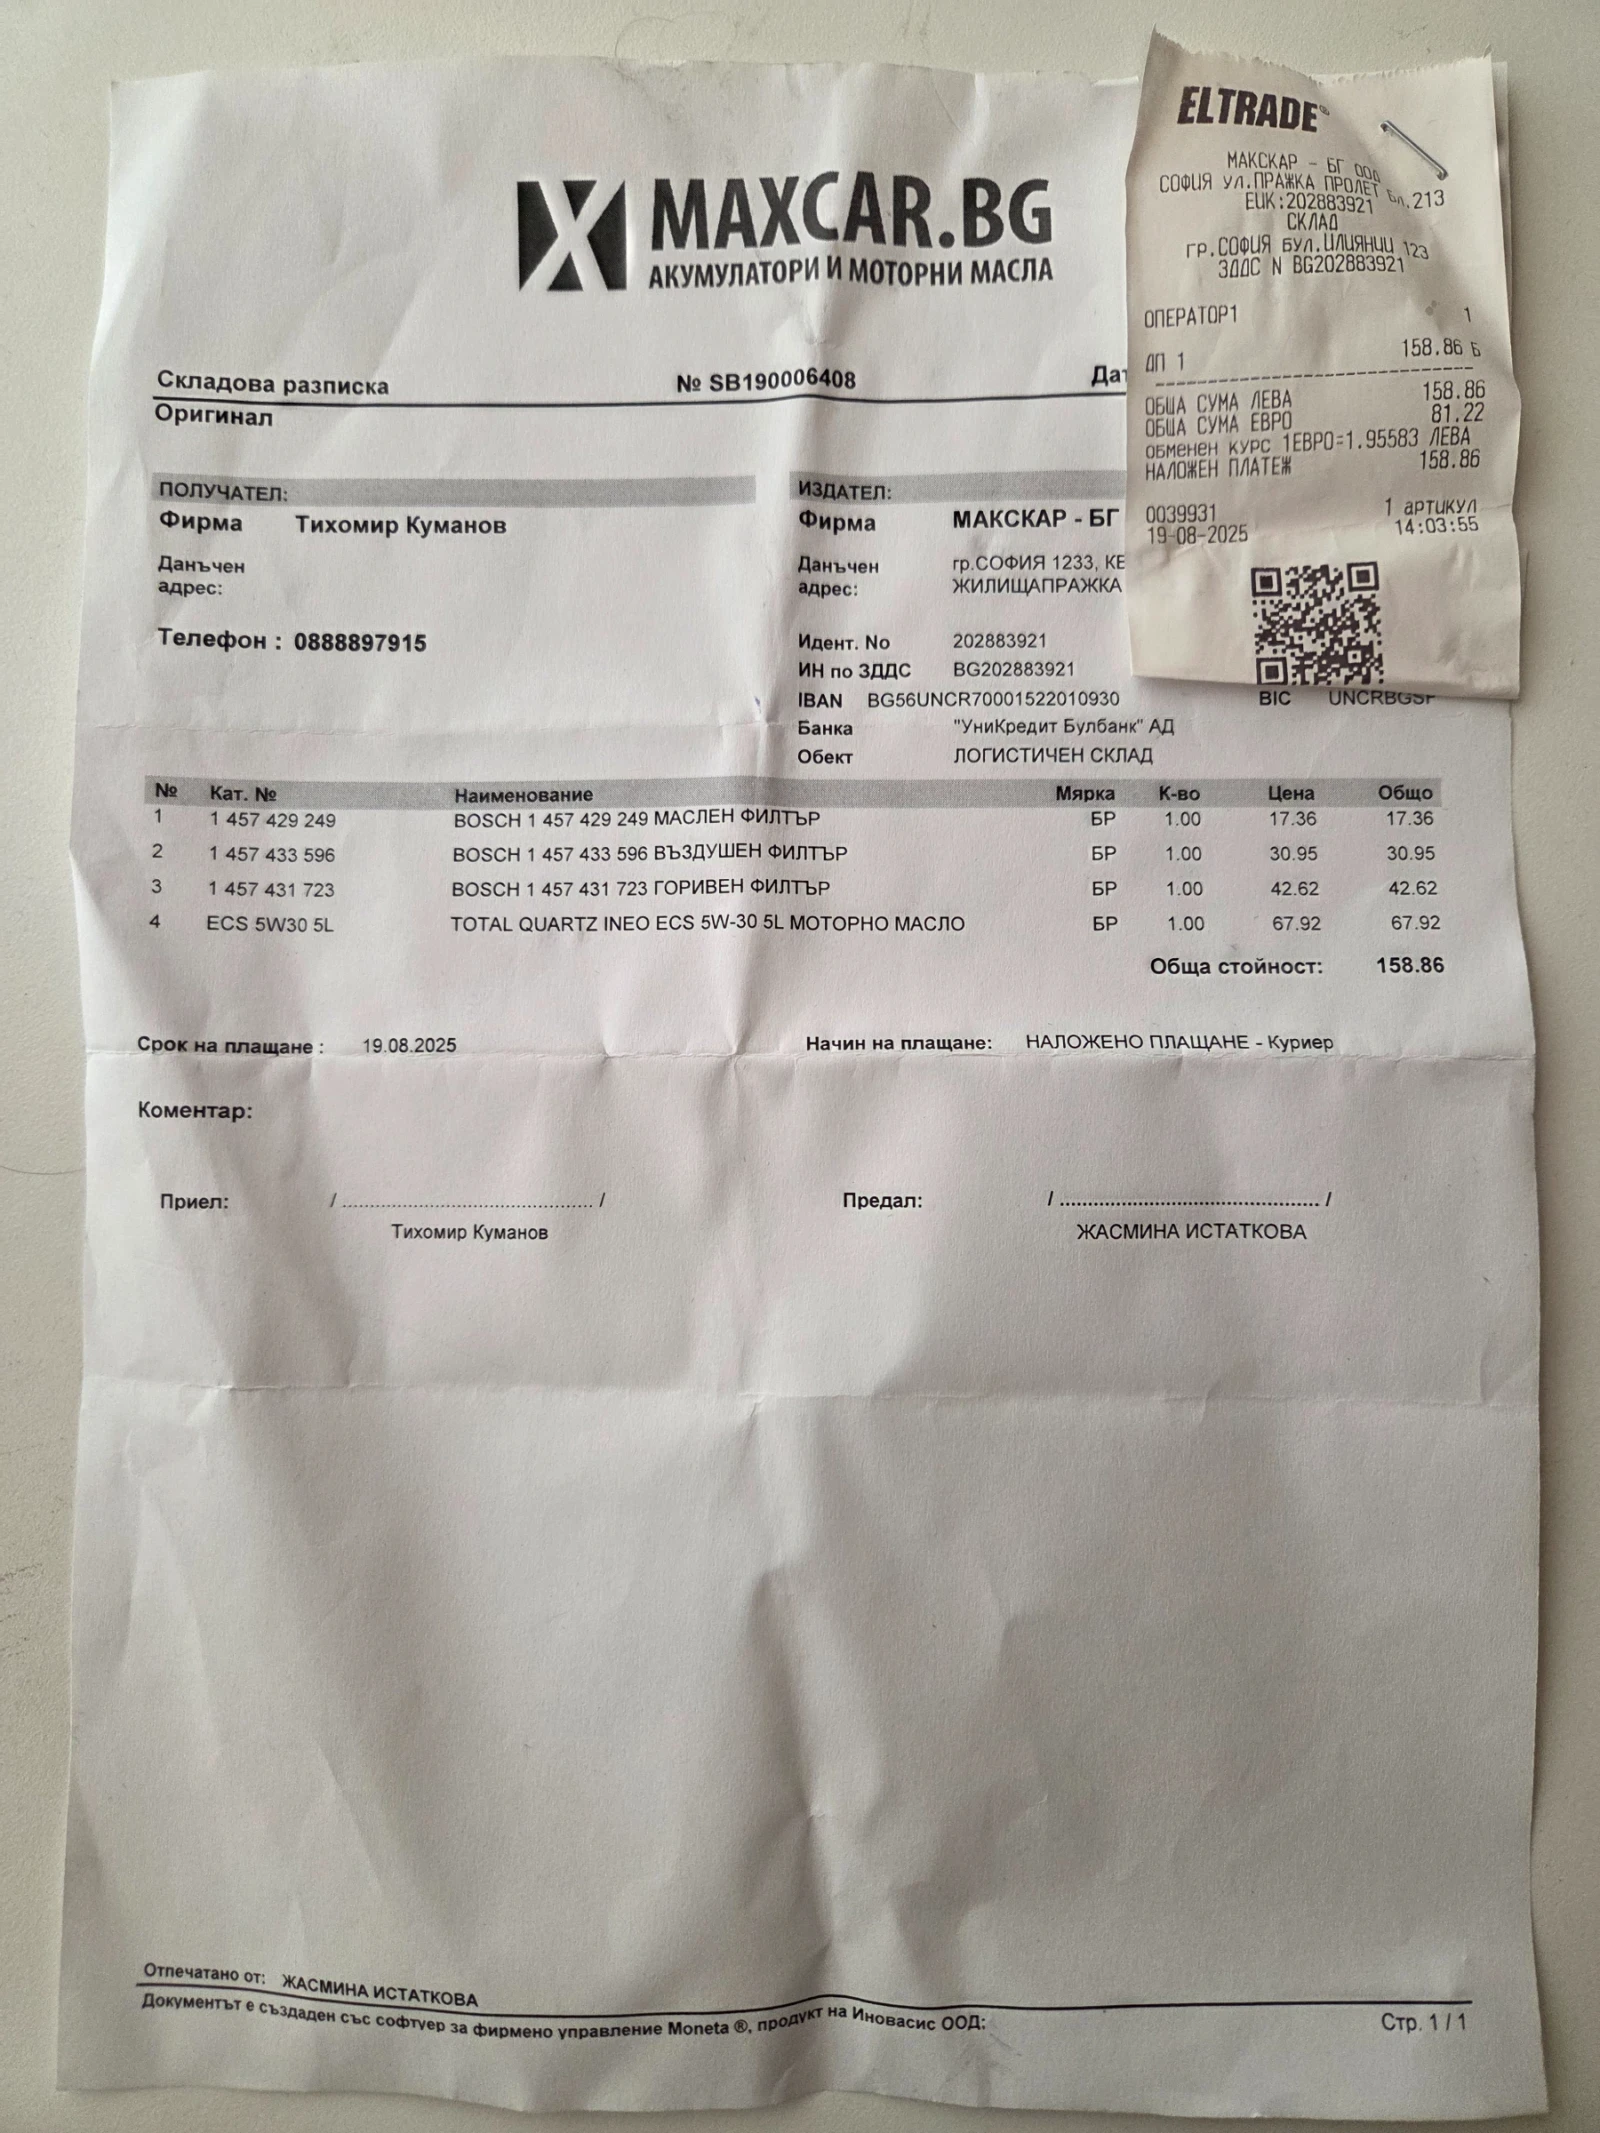 MAXCAR.BG
АКУМУЛАТОРИ И МОТОРНИ МАСЛА
Складова разписка № SB190006408
Оригинал
ПОЛУЧАТЕЛ:
Фирма Тихомир Куманов
Данъчен
адрес:
Телефон : 0888897915
ИЗДАТЕЛ:
Фирма МАКСКАР - БГ
Данъчен гр.СОФИЯ 1233,
адрес: ЖИЛИЩАПРАЖКА
Идент. No 202883921
ИН по ЗДДС BG202883921
IBAN BG56UNCR70001522010930 BIC UNCRBGSF
Банка "УниКредит Булбанк" АД
Обект ЛОГИСТИЧЕН СКЛАД
ELTRADE®
МАКСКАР - БГ ООД
СОФИЯ УЛ.ПРАЖКА ПРОЛЕТ БЛ.213
ЕИК:202883921
СКЛАД
ГР.СОФИЯ БУЛ.ИЛИЯНЦИ 123
ЗДДС N BG202883921
ОПЕРАТОР1 1
ДП 1 158.86 Б
ОБЩА СУМА ЛЕВА 158.86
ОБЩА СУМА ЕВРО 81.22
ОБМЕНЕН КУРС 1ЕВРО=1.95583 ЛЕВА
НАЛОЖЕН ПЛАТЕЖ 158.86
0039931 1 АРТИКУЛ
19-08-2025 14:03:55
№ Кат. № Наименование Мярка К-во Цена Общо
1 1 457 429 249 BOSCH 1 457 429 249 МАСЛЕН ФИЛТЪР БР 1.00 17.36 17.36
2 1 457 433 596 BOSCH 1 457 433 596 ВЪЗДУШЕН ФИЛТЪР БР 1.00 30.95 30.95
3 1 457 431 723 BOSCH 1 457 431 723 ГОРИВЕН ФИЛТЪР БР 1.00 42.62 42.62
4 ECS 5W30 5L TOTAL QUARTZ INEO ECS 5W-30 5L МОТОРНО МАСЛО БР 1.00 67.92 67.92
Обща стойност: 158.86
Срок на плащане : 19.08.2025 Начин на плащане: НАЛОЖЕНО ПЛАЩАНЕ - Куриер
Коментар:
Приел: / ............................................ / Предал: / ............................................ /
Тихомир Куманов ЖАСМИНА ИСТАТКОВА
Отпечатано от: ЖАСМИНА ИСТАТКОВА
Документът е създаден със софтуер за фирмено управление Moneta ®, продукт на Иновасис ООД:
Стр. 1 / 1